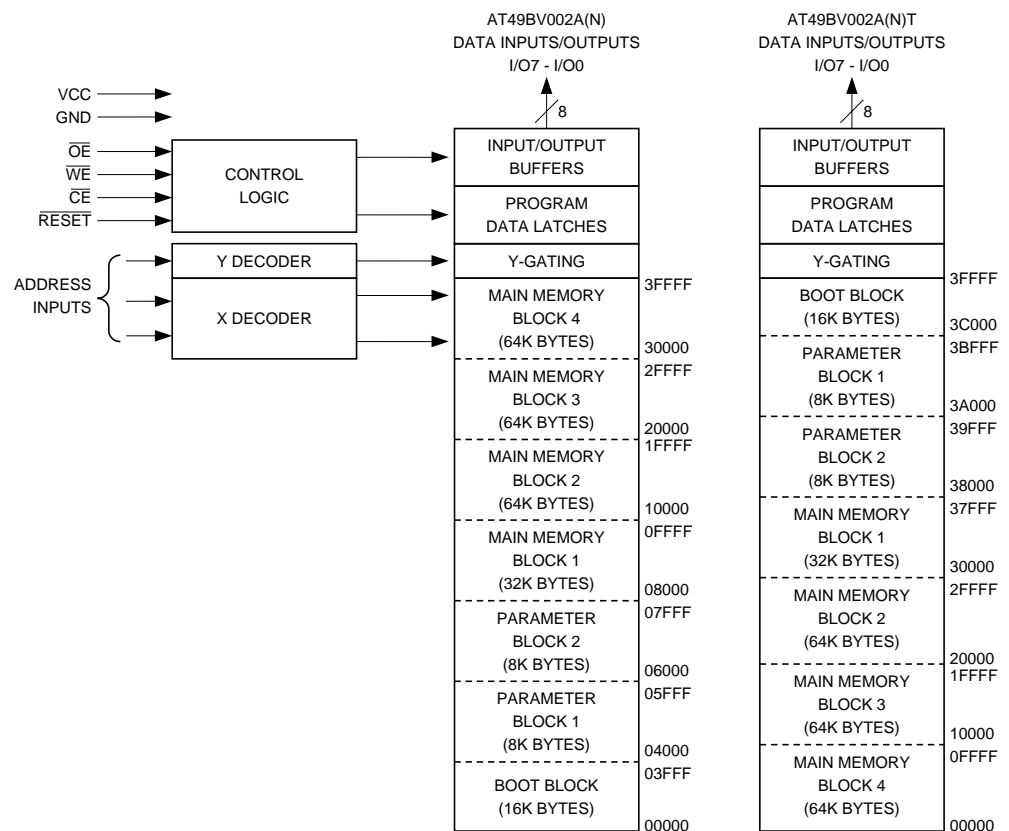 AT49BV002A(N)
DATA INPUTS/OUTPUTS
I/O7 - I/O0
8
AT49BV002A(N)T
DATA INPUTS/OUTPUTS
I/O7 - I/O0
8
VCC
GND
OE
WE
CE
RESET
ADDRESS
INPUTS
CONTROL
LOGIC
Y DECODER
X DECODER
INPUT/OUTPUT
BUFFERS
PROGRAM
DATA LATCHES
Y-GATING
3FFFF
MAIN MEMORY
BLOCK 4
(64K BYTES)
30000
2FFFF
MAIN MEMORY
BLOCK 3
(64K BYTES)
20000
1FFFF
MAIN MEMORY
BLOCK 2
(64K BYTES)
10000
0FFFF
MAIN MEMORY
BLOCK 1
(32K BYTES)
08000
07FFF
PARAMETER
BLOCK 2
(8K BYTES)
06000
05FFF
PARAMETER
BLOCK 1
(8K BYTES)
04000
03FFF
BOOT BLOCK
(16K BYTES)
00000
INPUT/OUTPUT
BUFFERS
PROGRAM
DATA LATCHES
Y-GATING
3FFFF
BOOT BLOCK
(16K BYTES)
3C000
3BFFF
PARAMETER
BLOCK 1
(8K BYTES)
3A000
39FFF
PARAMETER
BLOCK 2
(8K BYTES)
38000
37FFF
MAIN MEMORY
BLOCK 1
(32K BYTES)
30000
2FFFF
MAIN MEMORY
BLOCK 2
(64K BYTES)
20000
1FFFF
MAIN MEMORY
BLOCK 3
(64K BYTES)
10000
0FFFF
MAIN MEMORY
BLOCK 4
(64K BYTES)
00000